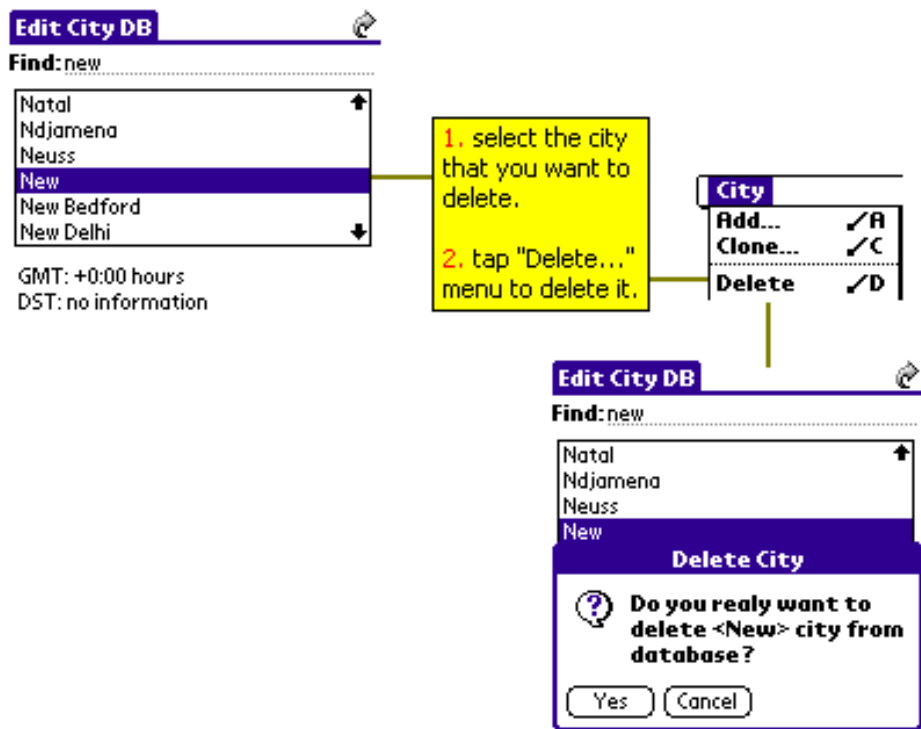 Edit City DB
Find: new
Natal
Ndjamena
Neuss
New
New Bedford
New Delhi
GMT: +0:00 hours
DST: no information
1. select the city
that you want to
delete.
2. tap "Delete..."
menu to delete it.
City
Add... /A
Clone... /C
Delete /D
Edit City DB
Find: new
Natal
Ndjamena
Neuss
New
Delete City
Do you realy want to
delete <New> city from
database?
Yes Cancel